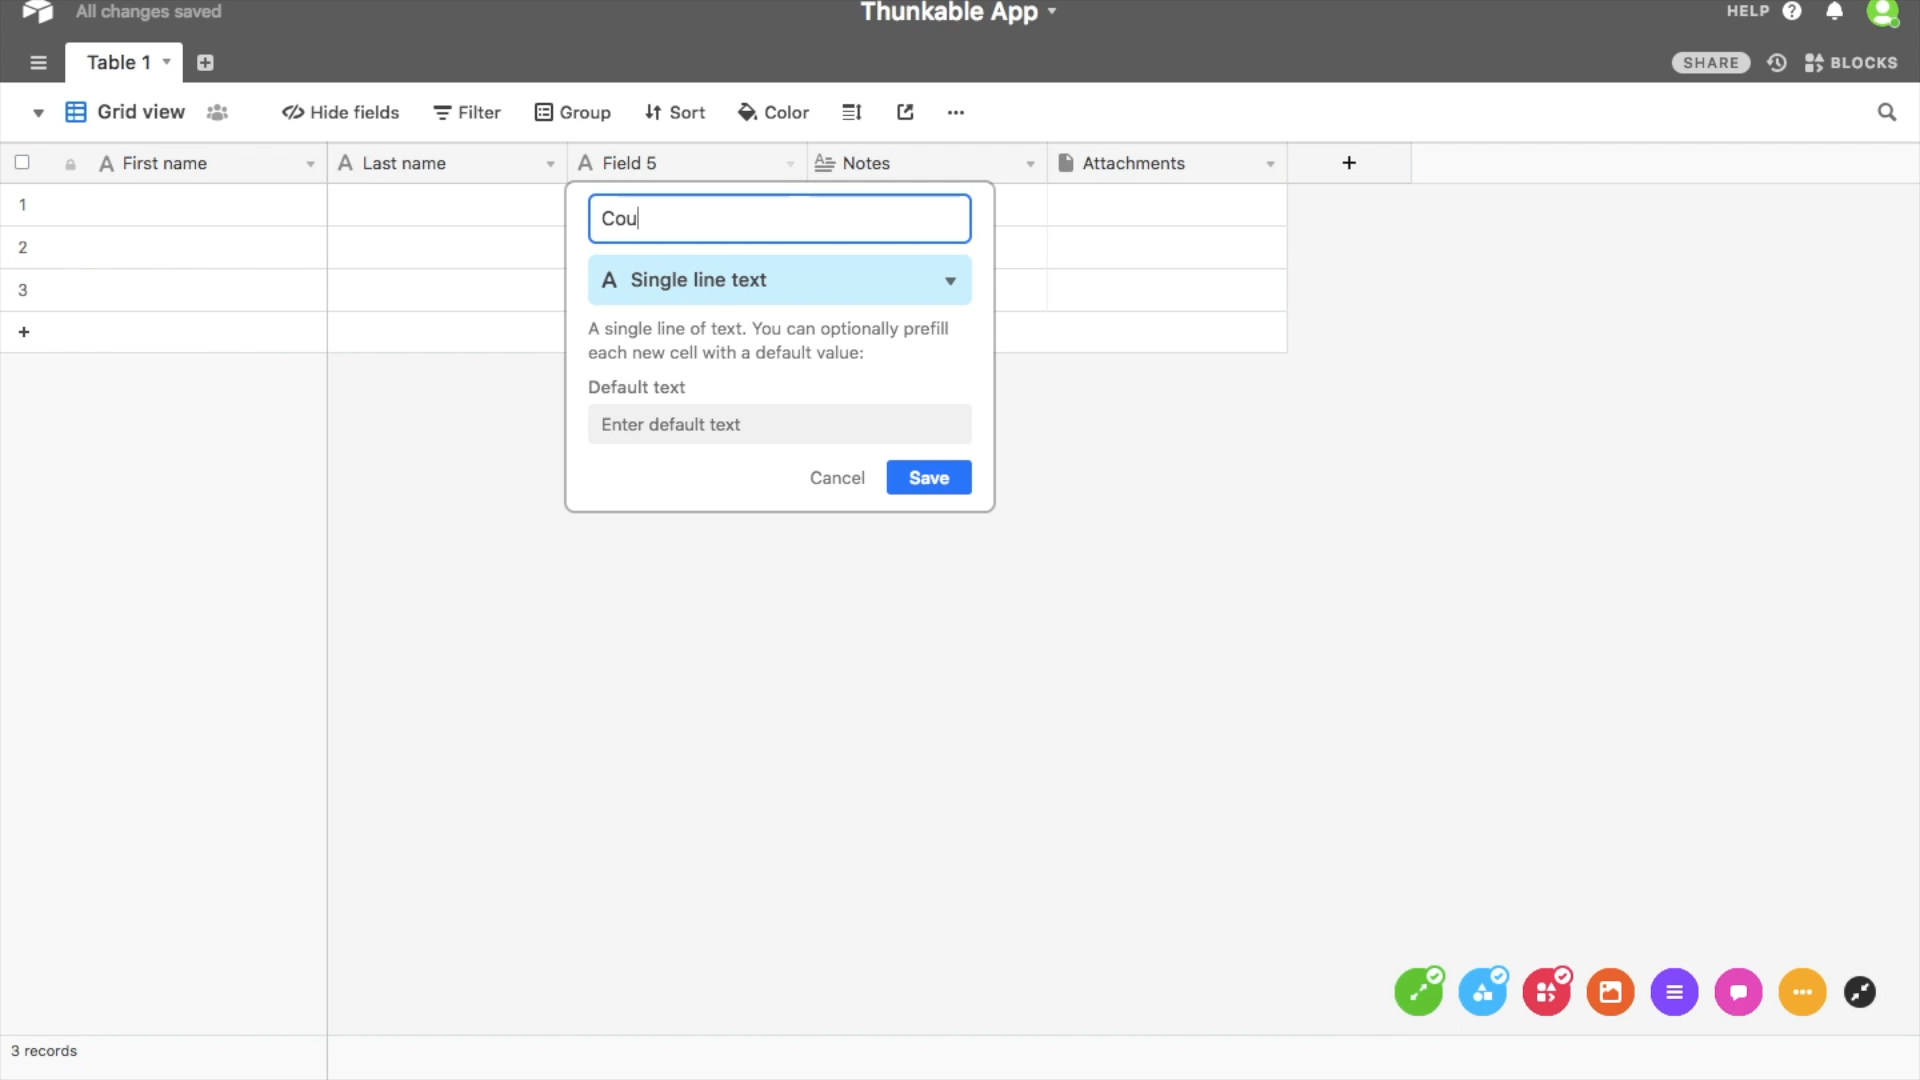 All changes saved
Thunkable App
HELP
Table 1
SHARE
BLOCKS
Grid view
Hide fields
Filter
Group
Sort
Color
First name
Last name
Field 5
Notes
Attachments
1
2
3
Cou
Single line text
A single line of text. You can optionally prefill
each new cell with a default value:
Default text
Enter default text
Cancel
Save
3 records